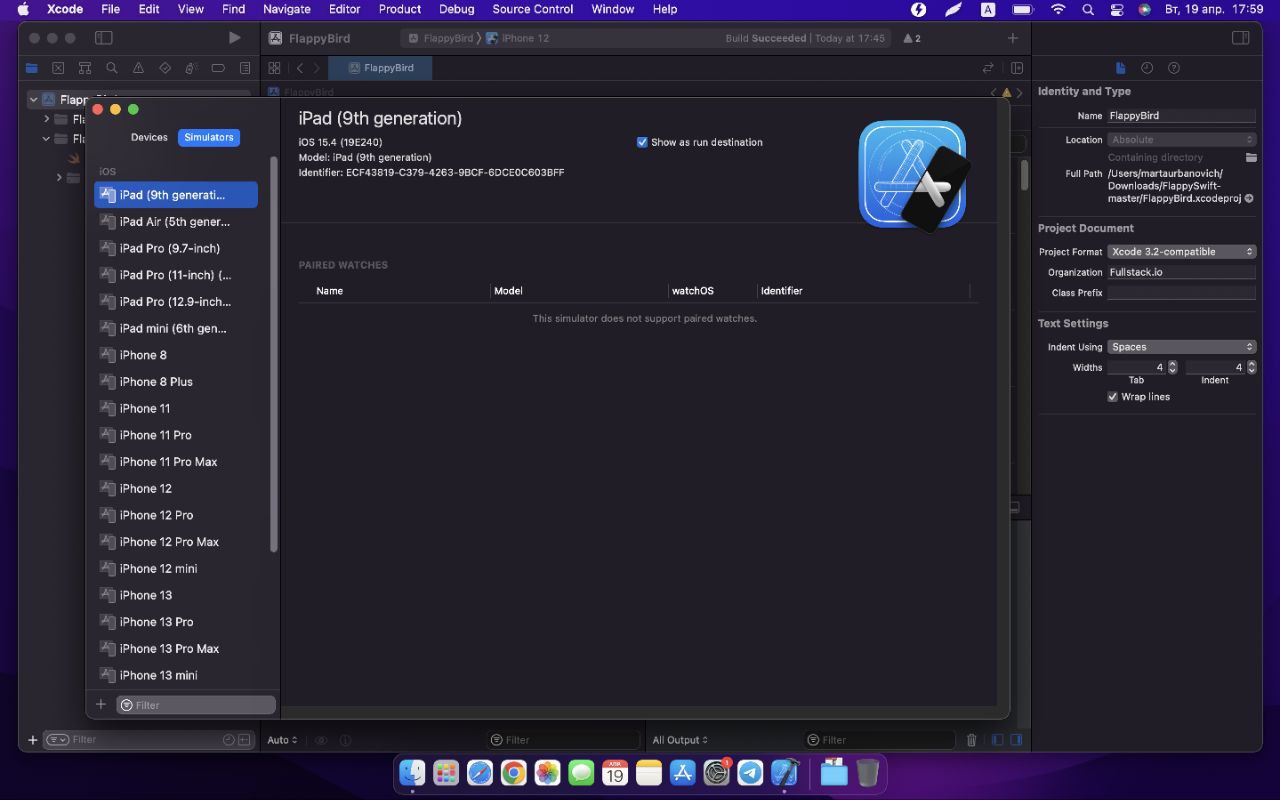 Xcode File Edit View Find Navigate Editor Product Debug Source Control Window Help A Вт, 19 апр. 17:59
FlappyBird FlappyBird iPhone 12 Build Succeeded | Today at 17:45 2
FlappyBird
FlappyBird
Devices Simulators
iOS
iPad (9th generati...
iPad Air (5th gener...
iPad Pro (9.7-inch)
iPad Pro (11-inch) (...
iPad Pro (12.9-inch...
iPad mini (6th gen...
iPhone 8
iPhone 8 Plus
iPhone 11
iPhone 11 Pro
iPhone 11 Pro Max
iPhone 12
iPhone 12 Pro
iPhone 12 Pro Max
iPhone 12 mini
iPhone 13
iPhone 13 Pro
iPhone 13 Pro Max
iPhone 13 mini
Filter
iPad (9th generation)
iOS 15.4 (19E240)
Model: iPad (9th generation)
Identifier: ECF43819-C379-4263-9BCF-6DCE0C603BFF
Show as run destination
PAIRED WATCHES
Name Model watchOS Identifier
This simulator does not support paired watches.
Identity and Type
Name FlappyBird
Location Absolute
Containing directory
Full Path /Users/martaurbanovich/
Downloads/FlappySwift-
master/FlappyBird.xcodeproj
Project Document
Project Format Xcode 3.2-compatible
Organization Fullstack.io
Class Prefix
Text Settings
Indent Using Spaces
Widths 4 4
Tab Indent
Wrap lines
Filter Auto Filter All Output Filter
19
1